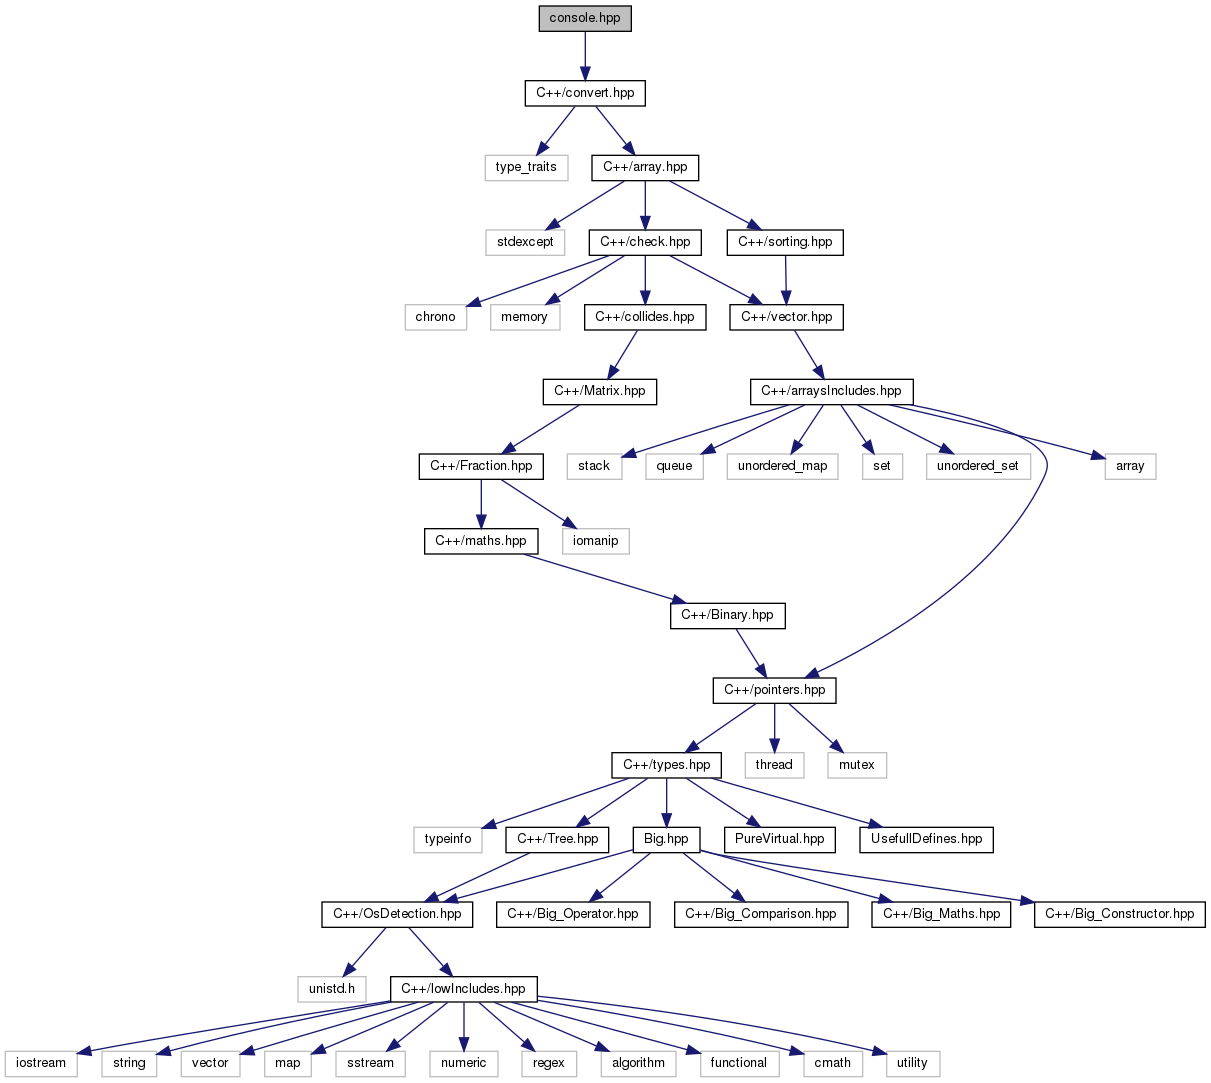 console.hpp
C++/convert.hpp
type_traits
C++/array.hpp
stdexcept
C++/check.hpp
C++/sorting.hpp
chrono
memory
C++/collides.hpp
C++/vector.hpp
C++/Matrix.hpp
C++/arraysIncludes.hpp
C++/Fraction.hpp
stack
queue
unordered_map
set
unordered_set
array
C++/maths.hpp
iomanip
C++/Binary.hpp
C++/pointers.hpp
C++/types.hpp
thread
mutex
typeinfo
C++/Tree.hpp
Big.hpp
PureVirtual.hpp
UsefullDefines.hpp
C++/OsDetection.hpp
C++/Big_Operator.hpp
C++/Big_Comparison.hpp
C++/Big_Maths.hpp
C++/Big_Constructor.hpp
unistd.h
C++/lowIncludes.hpp
iostream
string
vector
map
sstream
numeric
regex
algorithm
functional
cmath
utility